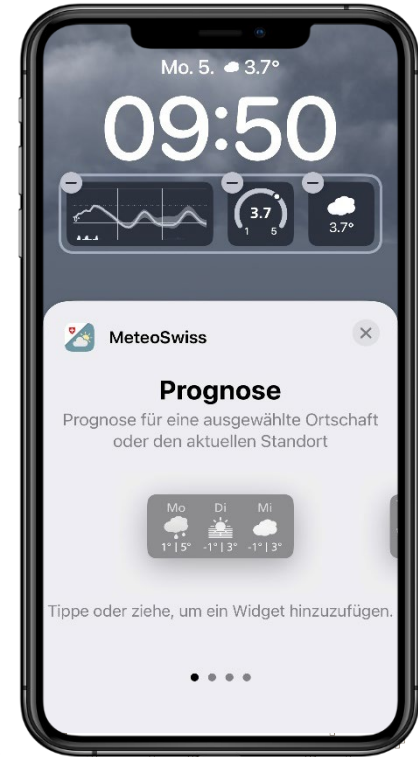 Mo. 5. 3.7°
09:50
3.7
1 5
3.7°
MeteoSwiss
Prognose
Prognose für eine ausgewählte Ortschaft
oder den aktuellen Standort
Mo Di Mi
1° | 5° -1° | 3° -1° | 3°
Tippe oder ziehe, um ein Widget hinzuzufügen.